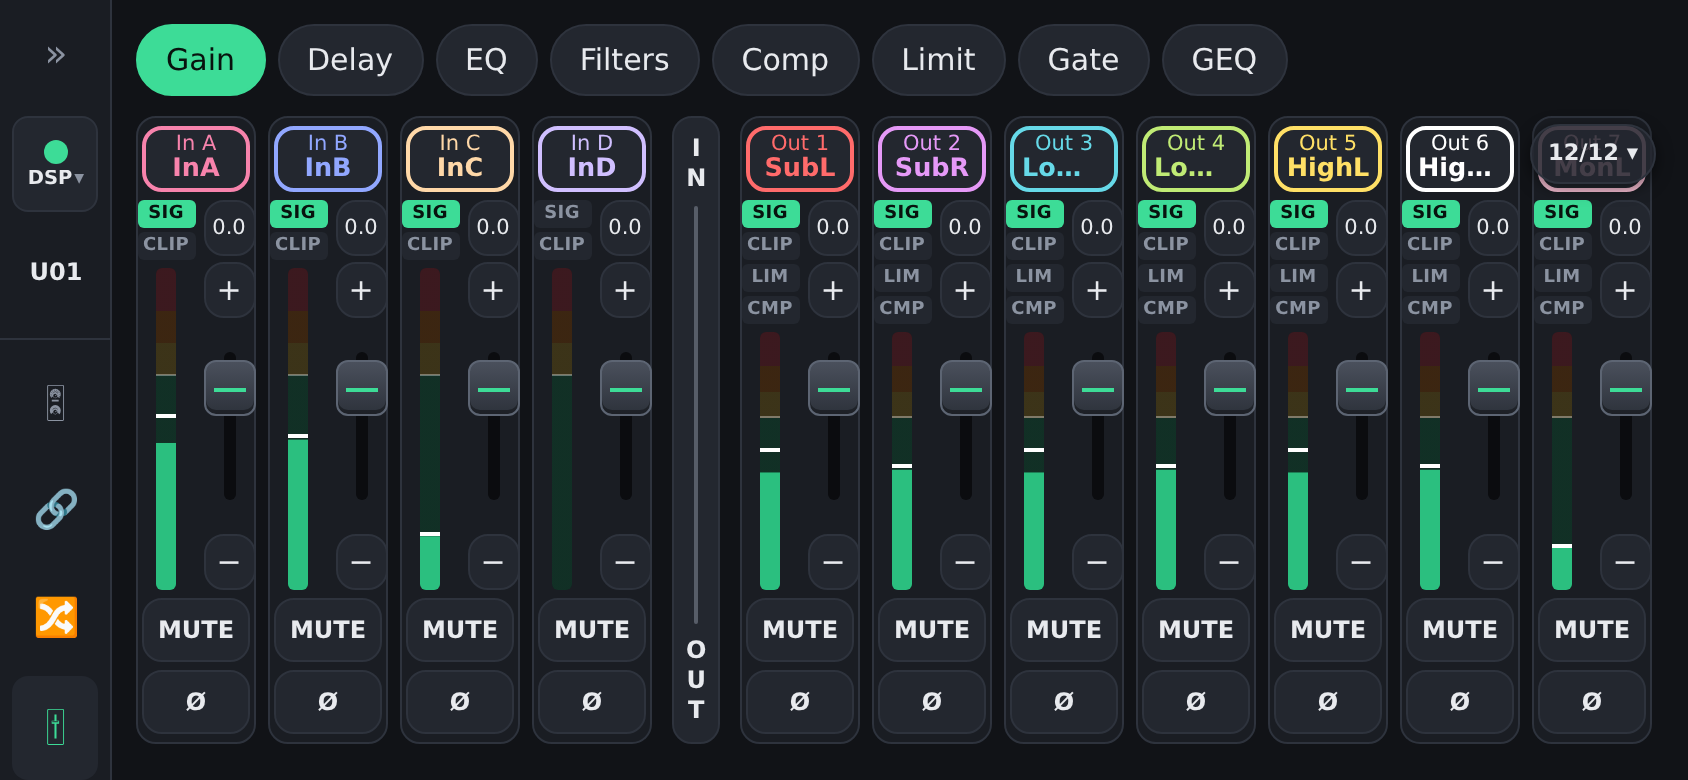 »
Gain Delay EQ Filters Comp Limit Gate GEQ
DSP▾
U01
In A
InA
SIG
CLIP
0.0
+
−
MUTE
Ø
In B
InB
SIG
CLIP
0.0
+
−
MUTE
Ø
In C
InC
SIG
CLIP
0.0
+
−
MUTE
Ø
In D
InD
SIG
CLIP
0.0
+
−
MUTE
Ø
IN
OUT
Out 1
SubL
SIG
CLIP
LIM
CMP
0.0
+
−
MUTE
Ø
Out 2
SubR
SIG
CLIP
LIM
CMP
0.0
+
−
MUTE
Ø
Out 3
Lo…
SIG
CLIP
LIM
CMP
0.0
+
−
MUTE
Ø
Out 4
Lo…
SIG
CLIP
LIM
CMP
0.0
+
−
MUTE
Ø
Out 5
HighL
SIG
CLIP
LIM
CMP
0.0
+
−
MUTE
Ø
Out 6
Hig…
SIG
CLIP
LIM
CMP
0.0
+
−
MUTE
Ø
Out 7
MonL
12/12 ▼
SIG
CLIP
LIM
CMP
0.0
+
−
MUTE
Ø